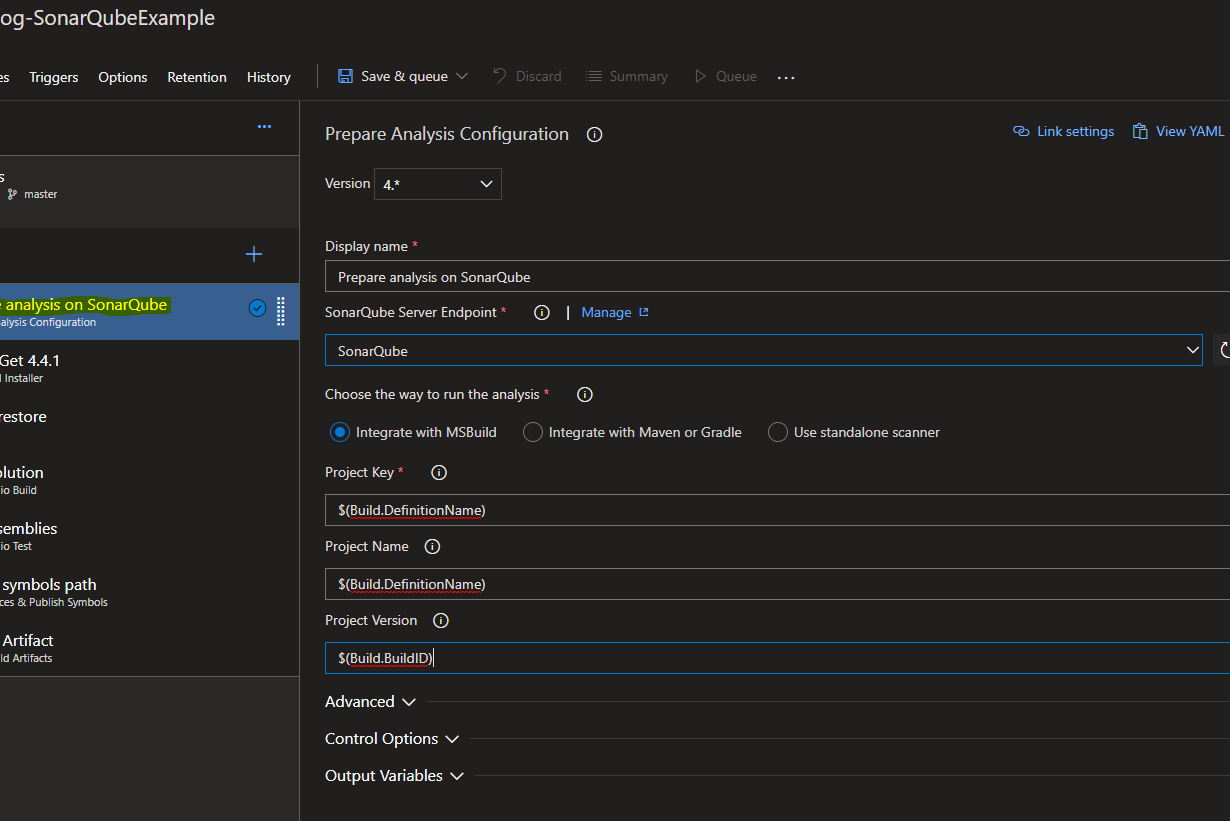 og-SonarQubeExample
es Triggers Options Retention History Save & queue Discard Summary Queue ...
Prepare Analysis Configuration Link settings View YAML
s
master
Version 4.*
Display name *
Prepare analysis on SonarQube
e analysis on SonarQube
alysis Configuration
SonarQube Server Endpoint * | Manage
SonarQube
Get 4.4.1
l Installer
Choose the way to run the analysis *
restore
Integrate with MSBuild Integrate with Maven or Gradle Use standalone scanner
olution
io Build
Project Key *
$(Build.DefinitionName)
semblies
io Test
Project Name
$(Build.DefinitionName)
symbols path
ces & Publish Symbols
Project Version
$(Build.BuildID)
Artifact
ld Artifacts
Advanced
Control Options
Output Variables